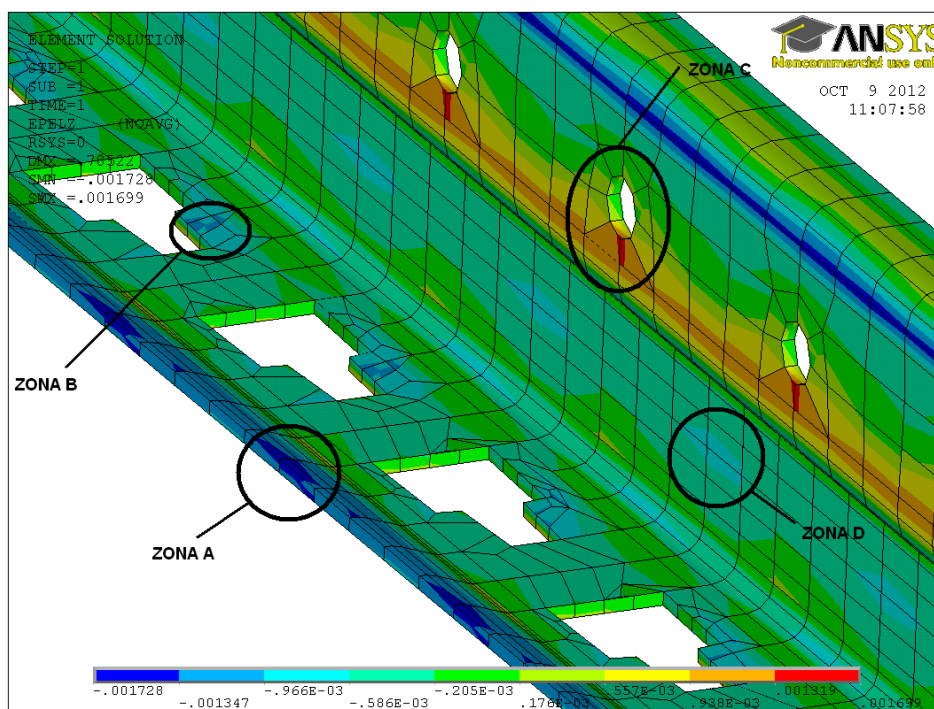 ELEMENT SOLUTION
STEP=1
SUB =1
TIME=1
EPELZ (NOAVG)
RSYS=0
DMX =.70522
SMN =-.001728
SMX =.001699
ANSYS
Noncommercial use only
OCT 9 2012
11:07:58
ZONA C
ZONA B
ZONA A
ZONA D
-.001728
-.001347
-.966E-03
-.586E-03
-.205E-03
.176E-03
.557E-03
.938E-03
.001319
.001699